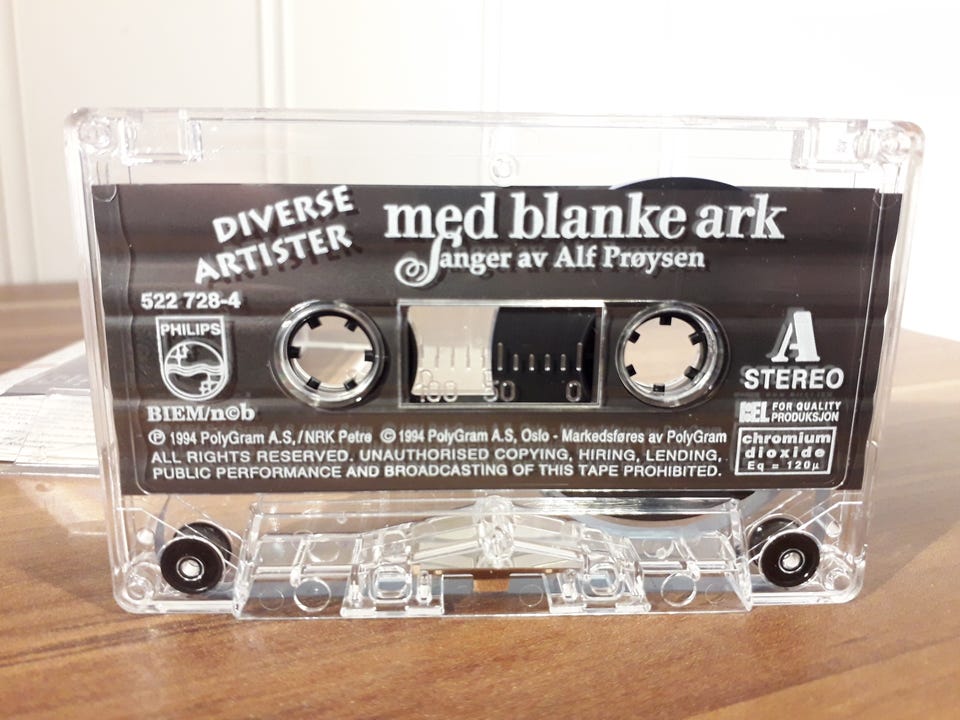 DIVERSE
ARTISTER
med blanke ark
Sanger av Alf Prøysen
522 728-4
PHILIPS
100 50 0
A
STEREO
BIEM/n©b
FOR QUALITY
PRODUKSJON
℗ 1994 PolyGram A.S./NRK Petre © 1994 PolyGram A.S, Oslo - Markedsføres av PolyGram
ALL RIGHTS RESERVED. UNAUTHORISED COPYING, HIRING, LENDING,
PUBLIC PERFORMANCE AND BROADCASTING OF THIS TAPE PROHIBITED.
chromium
dioxide
Eq = 120µ